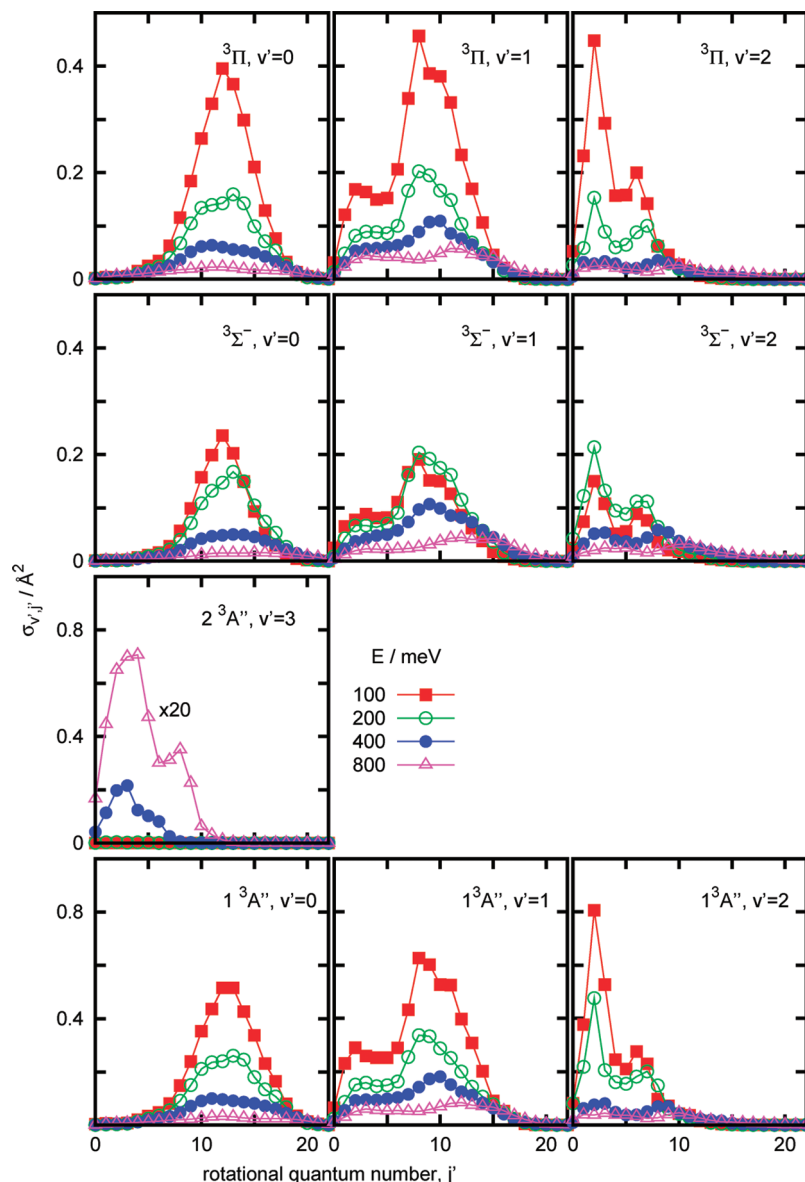 ³Π, v'=0
³Π, v'=1
³Π, v'=2
0.4
0.2
0
³Σ⁻, v'=0
³Σ⁻, v'=1
³Σ⁻, v'=2
0.4
0.2
0
σv',j' / Å²
2 ³A'', v'=3
0.8
x20
0.4
0
E / meV
100
200
400
800
1 ³A'', v'=0
1³A'', v'=1
1³A'', v'=2
0.8
0.4
0
0 10 20 0 10 20 0 10 20
rotational quantum number, j'